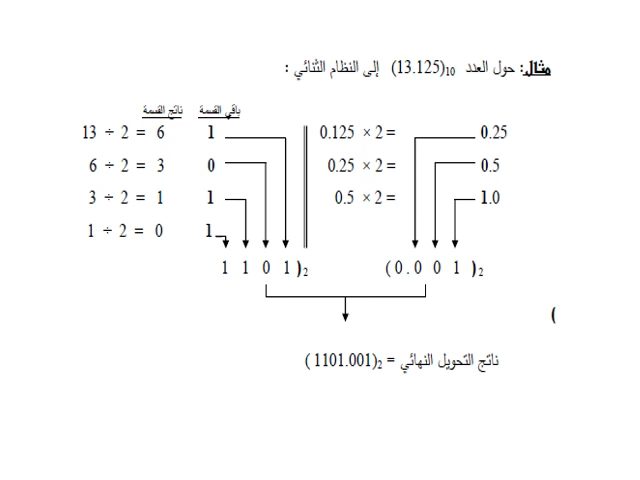 مثال: حول العدد (13.125)10 إلى النظام الثنائي :
ناتج القسمة باقي القسمة
13 ÷ 2 = 6 1 0.125 × 2 = 0.25
6 ÷ 2 = 3 0 0.25 × 2 = 0.5
3 ÷ 2 = 1 1 0.5 × 2 = 1.0
1 ÷ 2 = 0 1
1 1 0 1 )2 (0.0 0 1 )2
(
ناتج التحويل النهائي = (1101.001)2